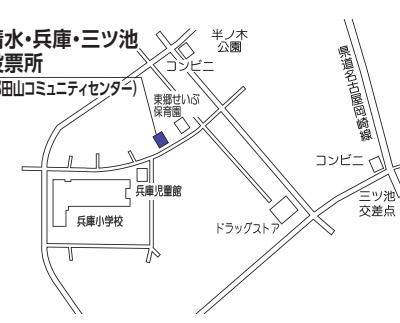 清水・兵庫・三ツ池
投票所
田山コミュニティセンター)
半ノ木
公園
コンビニ
東郷せいぶ
保育園
県道名古屋岡崎線
コンビニ
三ツ池
交差点
兵庫児童館
兵庫小学校
ドラッグストア